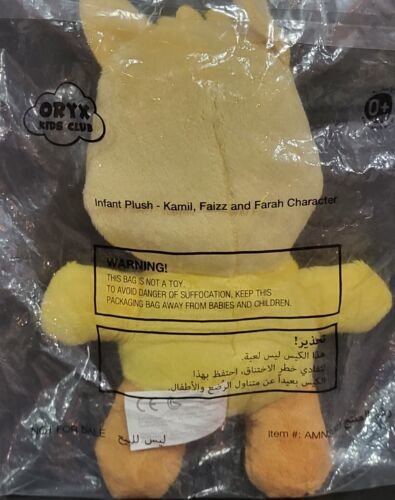 ORYX
KIDS CLUB
0+
Infant Plush - Kamil, Faizz and Farah Character
WARNING!
THIS BAG IS NOT A TOY.
TO AVOID DANGER OF SUFFOCATION, KEEP THIS
PACKAGING BAG AWAY FROM BABIES AND CHILDREN.
تحذير!
هذا الكيس ليس لعبة.
لتفادي خطر الاختناق، احتفظ بهذا
الكيس بعيداً عن متناول الرضع والأطفال.
NOT FOR SALE
ليس للبيع
Item #: AMN